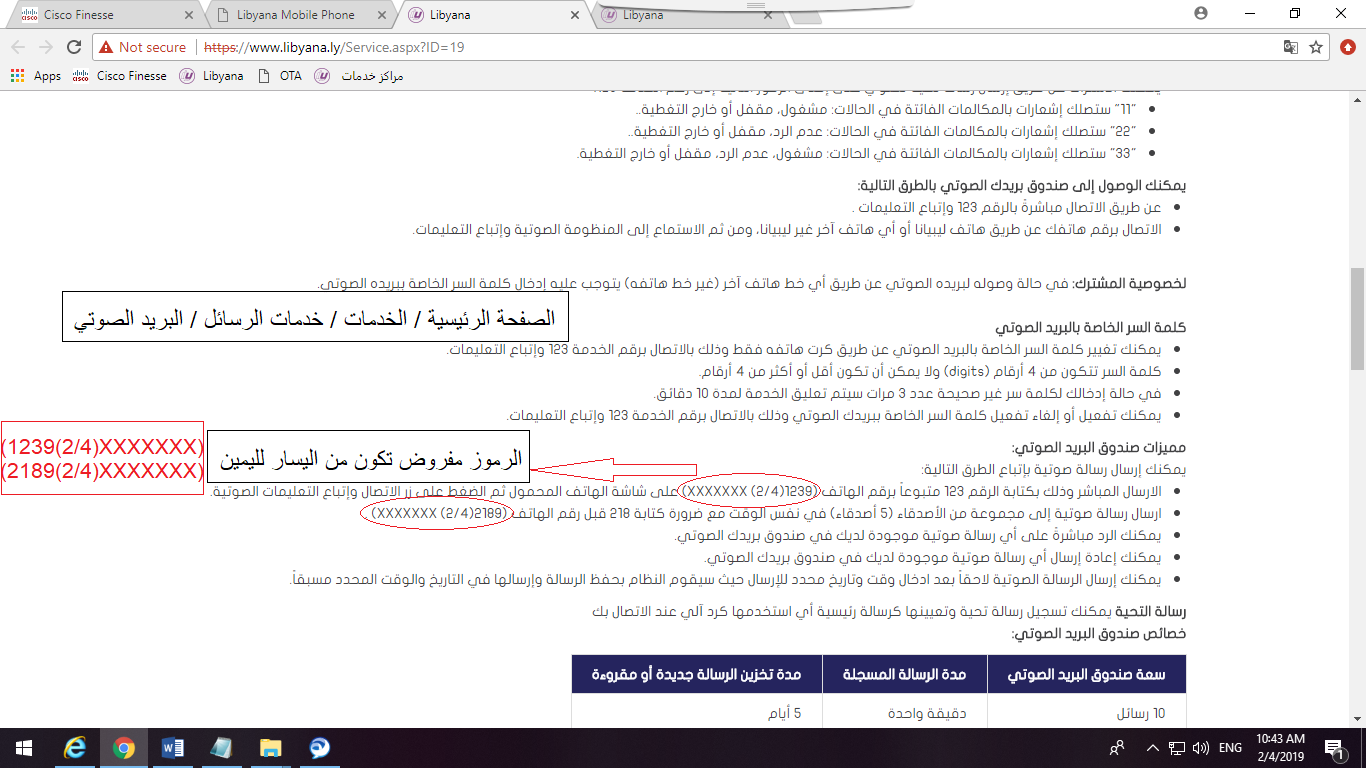 Cisco Finesse
Libyana Mobile Phone
Libyana
Libyana
Not secure
https://www.libyana.ly/Service.aspx?ID=19
Apps
Cisco Finesse
Libyana
OTA
مراكز خدمات
"11" ستصلك إشعارات بالمكالمات الفائتة في الحالات: مشغول، مقفل أو خارج التغطية..
"22" ستصلك إشعارات بالمكالمات الفائتة في الحالات: عدم الرد، مقفل أو خارج التغطية..
"33" ستصلك إشعارات بالمكالمات الفائتة في الحالات: مشغول، عدم الرد، مقفل أو خارج التغطية.
يمكنك الوصول إلى صندوق بريدك الصوتي بالطرق التالية:
عن طريق الاتصال مباشرةً بالرقم 123 وإتباع التعليمات .
الاتصال برقم هاتفك عن طريق هاتف ليبيانا أو أي هاتف آخر غير ليبيانا، ومن ثم الاستماع إلى المنظومة الصوتية وإتباع التعليمات.
لخصوصية المشترك: في حالة وصوله لبريده الصوتي عن طريق أي خط هاتف آخر (غير خط هاتفه) يتوجب عليه إدخال كلمة السر الخاصة ببريده الصوتي.
الصفحة الرئيسية / الخدمات / خدمات الرسائل / البريد الصوتي
كلمة السر الخاصة بالبريد الصوتي
يمكنك تغيير كلمة السر الخاصة بالبريد الصوتي عن طريق كرت هاتفه فقط وذلك بالاتصال برقم الخدمة 123 وإتباع التعليمات.
كلمة السر تتكون من 4 أرقام (digits) ولا يمكن أن تكون أقل أو أكثر من 4 أرقام.
في حالة إدخالك لكلمة سر غير صحيحة عدد 3 مرات سيتم تعليق الخدمة لمدة 10 دقائق.
يمكنك تفعيل أو إلغاء تفعيل كلمة السر الخاصة ببريدك الصوتي وذلك بالاتصال برقم الخدمة 123 وإتباع التعليمات.
(1239(2/4)XXXXXXX)
(2189(2/4)XXXXXXX)
الرموز مفروض تكون من اليسار لليمين
مميزات صندوق البريد الصوتي:
يمكنك إرسال رسالة صوتية بإتباع الطرق التالية:
الارسال المباشر وذلك بكتابة الرقم 123 متبوعاً برقم الهاتف (1239(2/4) XXXXXXX) على شاشة الهاتف المحمول ثم الضغط على زر الاتصال وإتباع التعليمات الصوتية.
ارسال رسالة صوتية إلى مجموعة من الأصدقاء (5 أصدقاء) في نفس الوقت مع ضرورة كتابة 218 قبل رقم الهاتف (2189(2/4) XXXXXXX) .
يمكنك الرد مباشرةً على أي رسالة صوتية موجودة لديك في صندوق بريدك الصوتي.
يمكنك إعادة إرسال أي رسالة صوتية موجودة لديك في صندوق بريدك الصوتي.
يمكنك إرسال الرسالة الصوتية لاحقاً بعد ادخال وقت وتاريخ محدد للإرسال حيث سيقوم النظام بحفظ الرسالة وإرسالها في التاريخ والوقت المحدد مسبقاً.
رسالة التحية يمكنك تسجيل رسالة تحية وتعيينها كرسالة رئيسية أي استخدمها كرد آلي عند الاتصال بك
خصائص صندوق البريد الصوتي:
سعة صندوق البريد الصوتي
مدة الرسالة المسجلة
مدة تخزين الرسالة جديدة أو مقروءة
10 رسائل
دقيقة واحدة
5 أيام
ENG
10:43 AM
2/4/2019
1